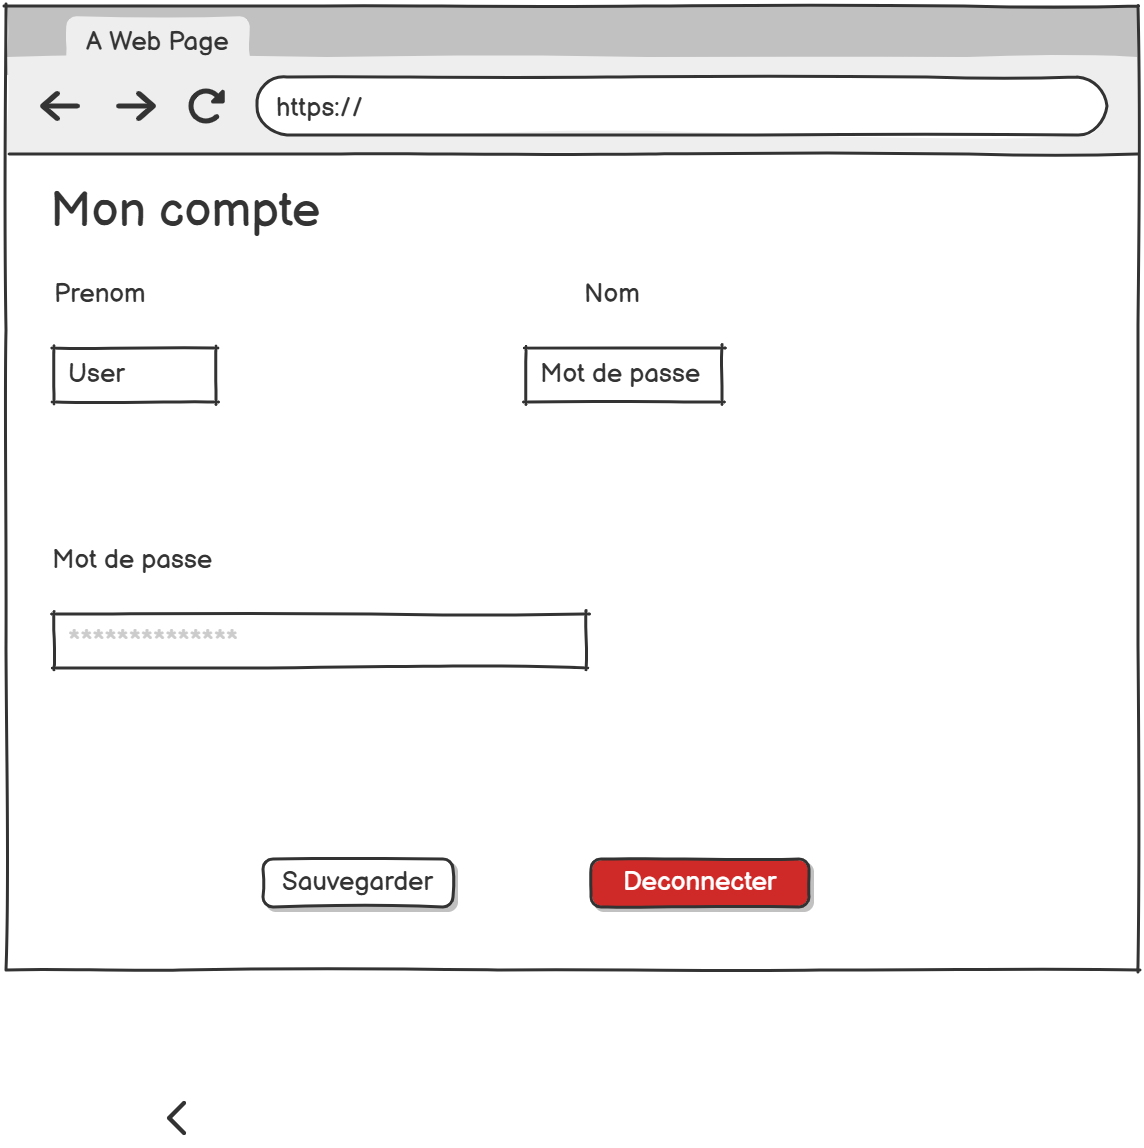 A Web Page
https://
Mon compte
Prenom
Nom
User
Mot de passe
Mot de passe
**************
Sauvegarder
Deconnecter